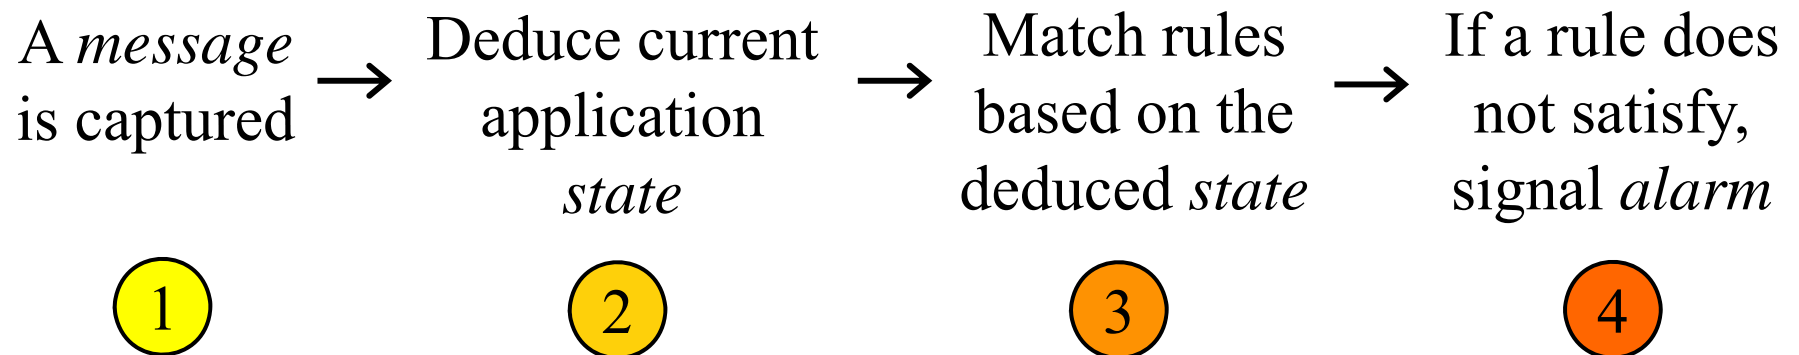 A message
is captured
→
Deduce current
application
state
→
Match rules
based on the
deduced state
→
If a rule does
not satisfy,
signal alarm
1
2
3
4